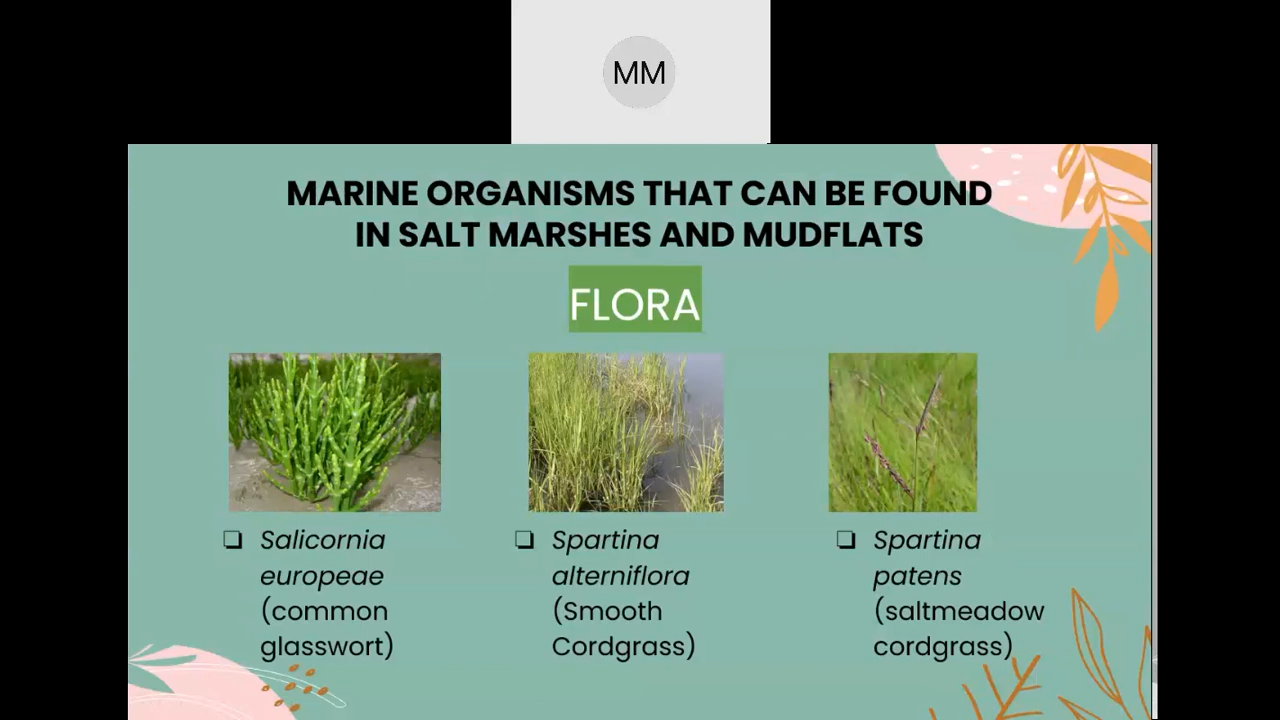 MM
MARINE ORGANISMS THAT CAN BE FOUND
IN SALT MARSHES AND MUDFLATS
FLORA
Salicornia
europeae
(common
glasswort)
Spartina
alterniflora
(Smooth
Cordgrass)
Spartina
patens
(saltmeadow
cordgrass)